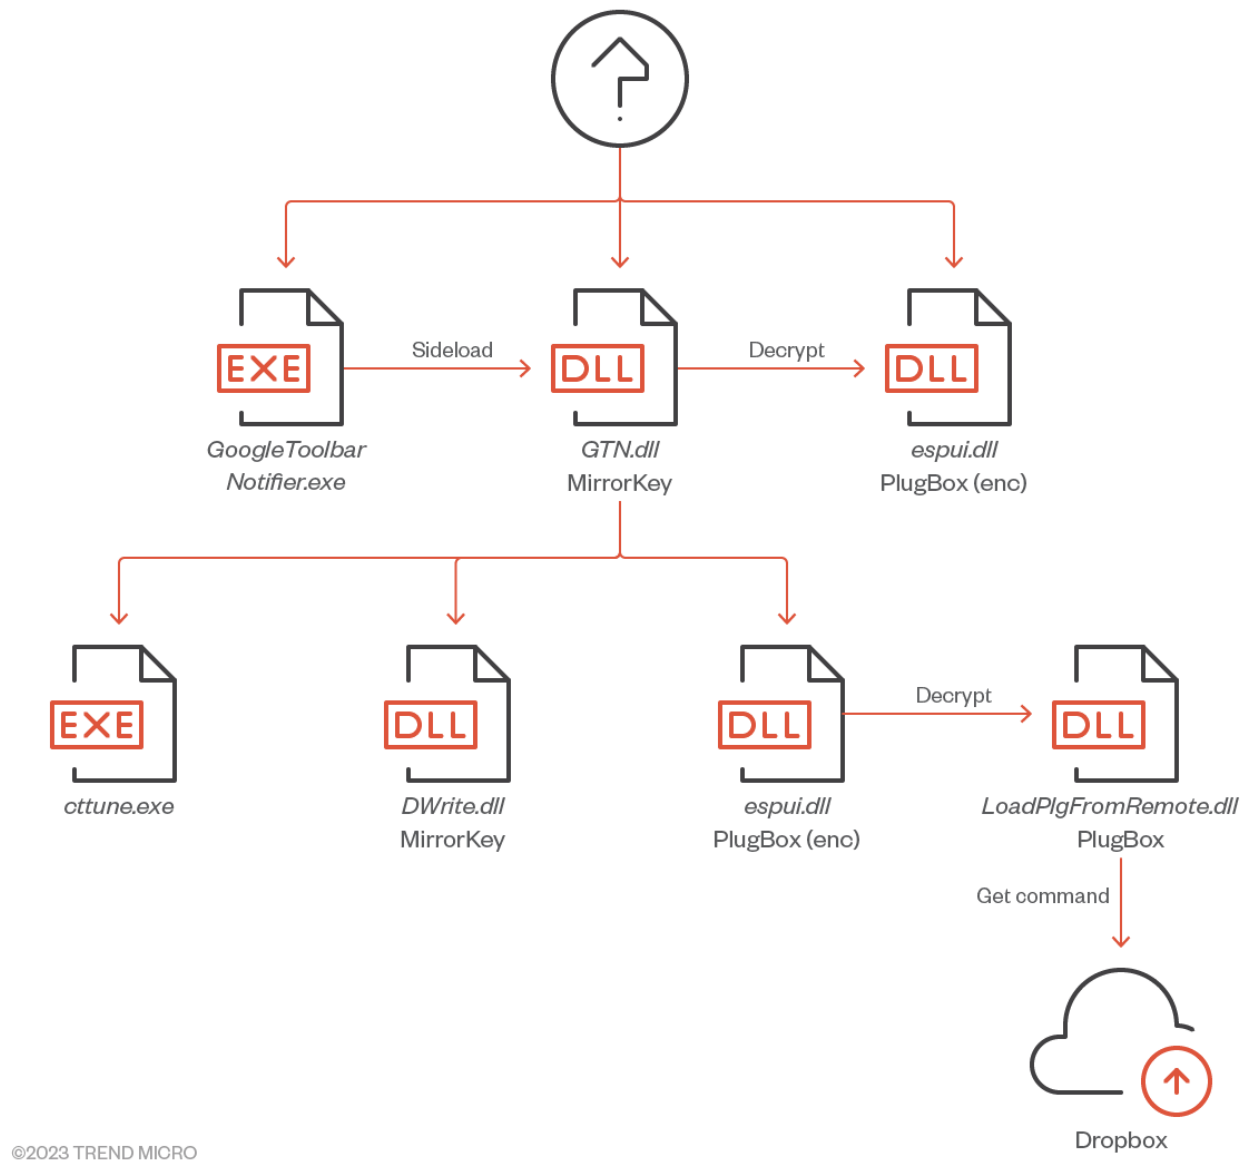 EXE
Sideload
DLL
Decrypt
DLL
GoogleToolbar
Notifier.exe
GTN.dll
MirrorKey
espui.dll
PlugBox (enc)
EXE
DLL
DLL
Decrypt
DLL
cttune.exe
DWrite.dll
MirrorKey
espui.dll
PlugBox (enc)
LoadPlgFromRemote.dll
PlugBox
Get command
Dropbox
©2023 TREND MICRO